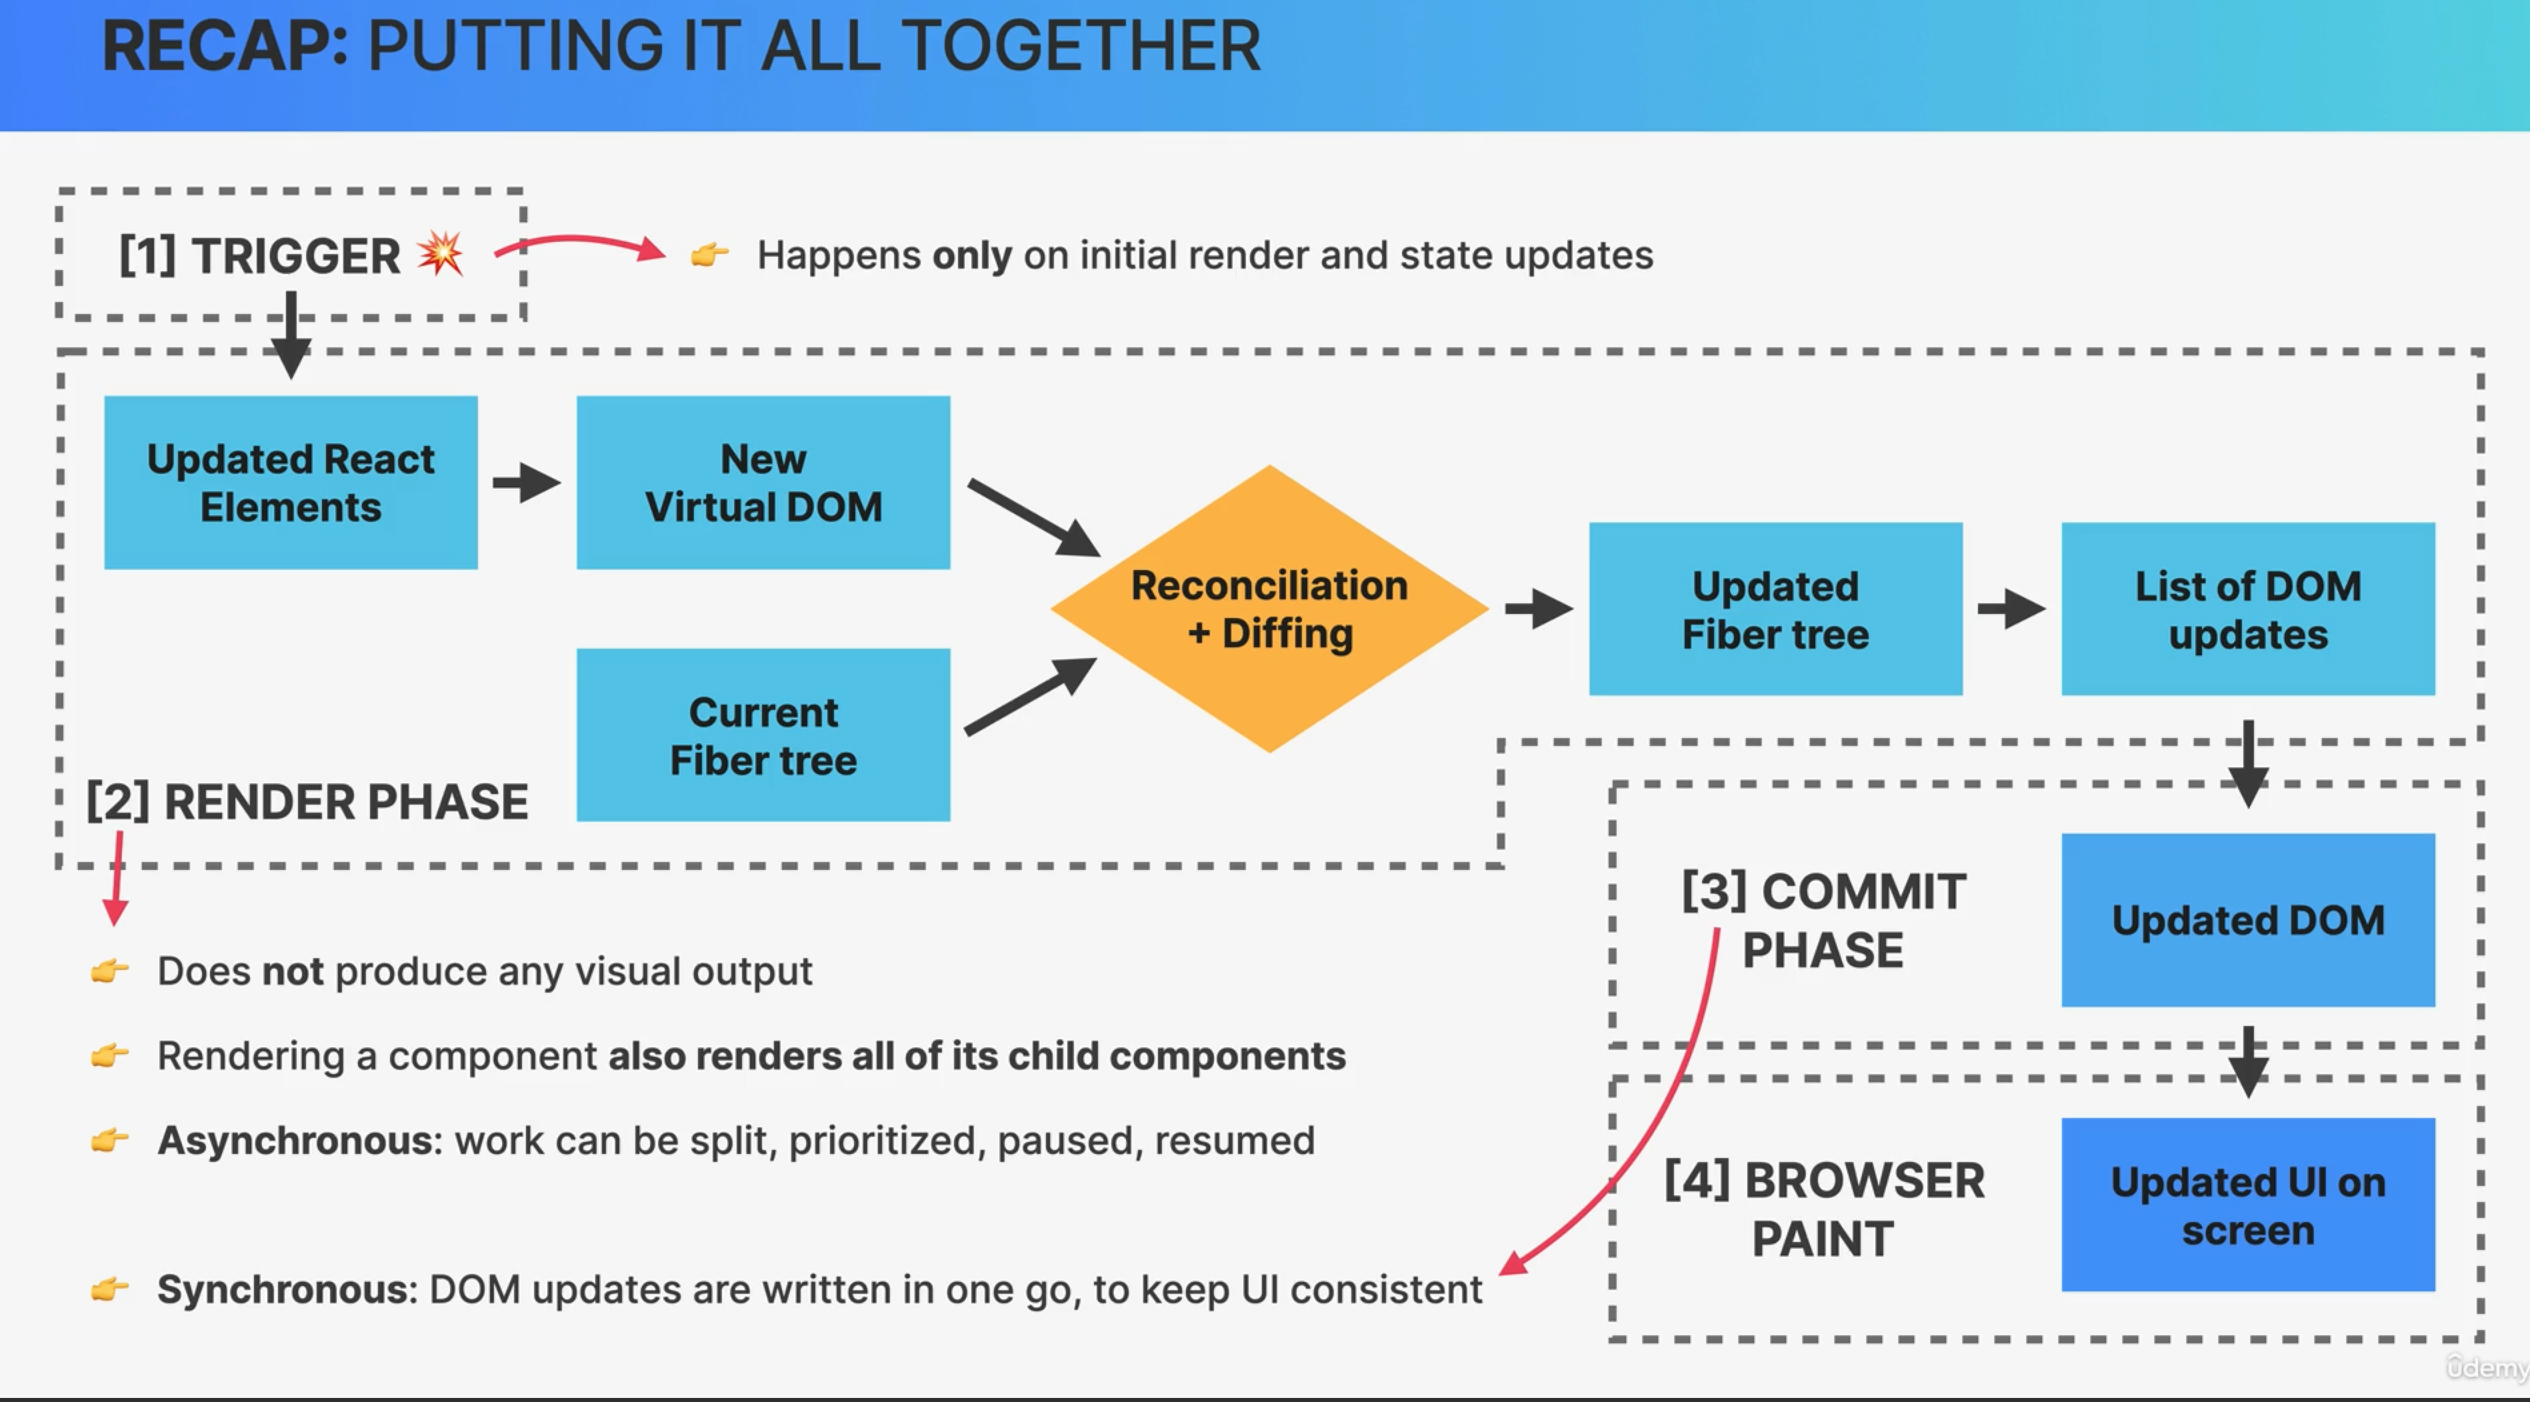 RECAP: PUTTING IT ALL TOGETHER
[1] TRIGGER 💥
👉 Happens only on initial render and state updates
Updated React
Elements
New
Virtual DOM
Current
Fiber tree
Reconciliation
+ Diffing
Updated
Fiber tree
List of DOM
updates
[2] RENDER PHASE
👉 Does not produce any visual output
👉 Rendering a component also renders all of its child components
👉 Asynchronous: work can be split, prioritized, paused, resumed
[3] COMMIT
PHASE
Updated DOM
👉 Synchronous: DOM updates are written in one go, to keep UI consistent
[4] BROWSER
PAINT
Updated UI on
screen
ûdemy